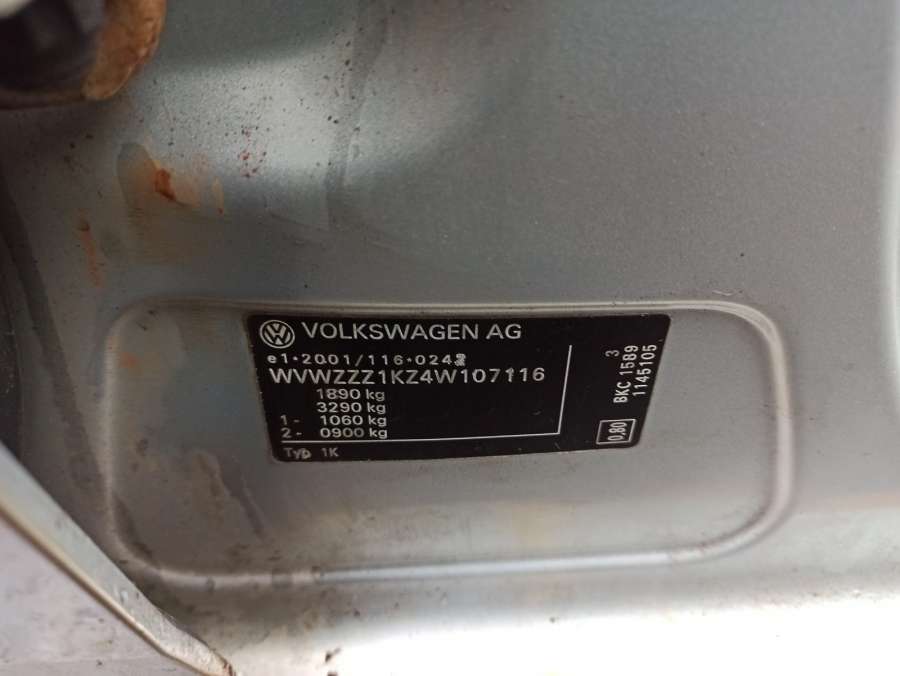 VOLKSWAGEN AG
e1*2001/116*0242
WVWZZZ1KZ4W107116
1890 kg
3290 kg
1- 1060 kg
2- 0900 kg
Typ 1K
3
BKC 1589
1145105
0,80